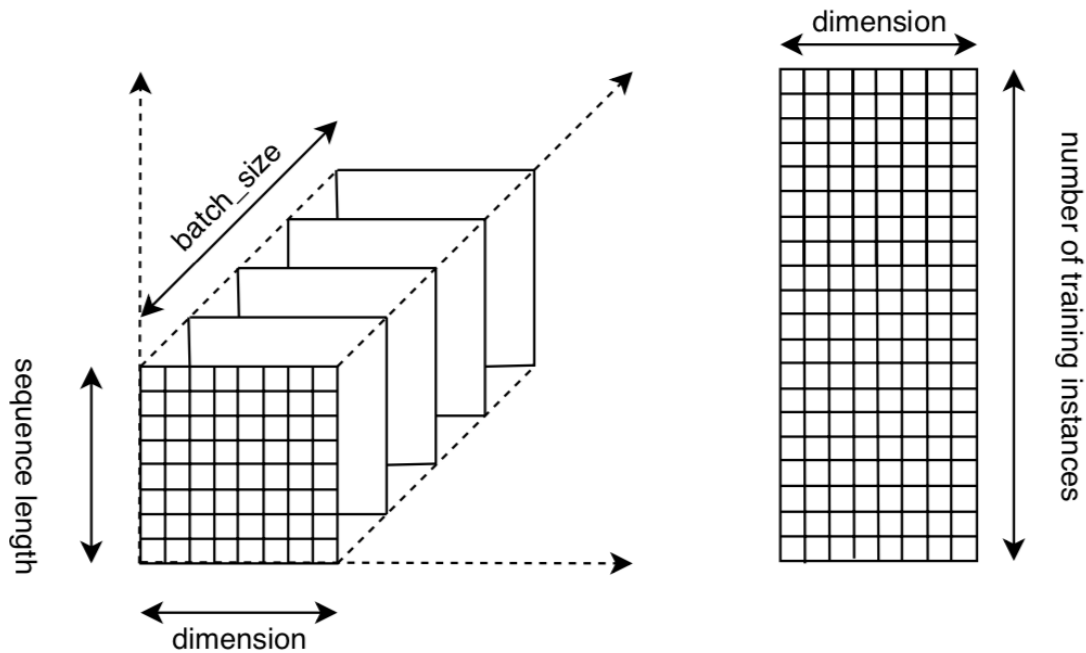 batch_size
sequence length
dimension
dimension
number of training instances